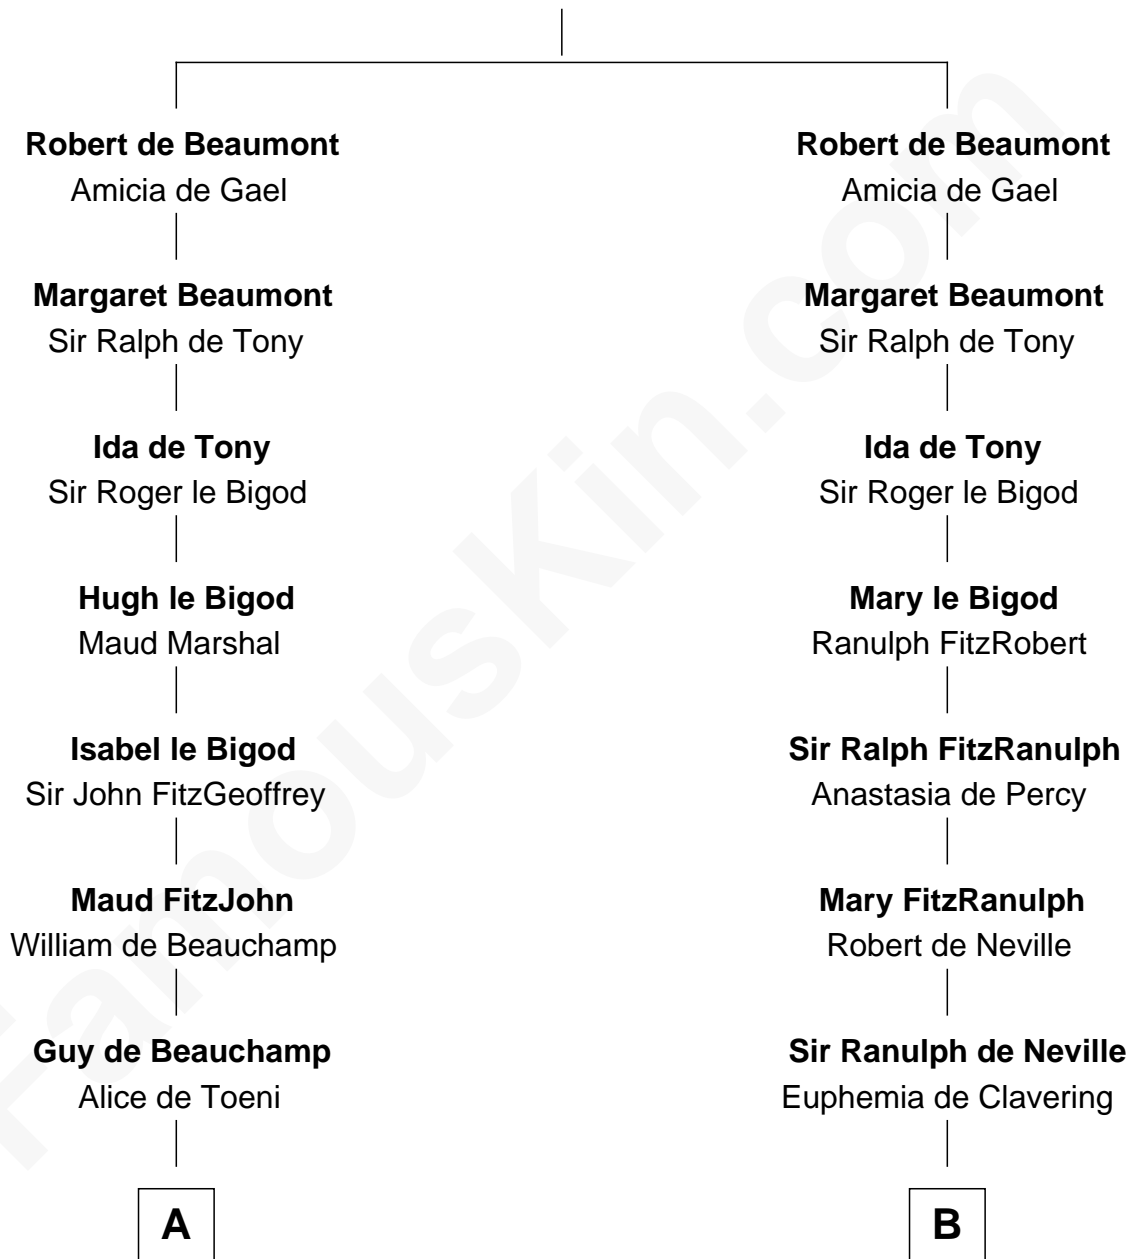 Robert de Beaumont
Amicia de Gael
Margaret Beaumont
Sir Ralph de Tony
Ida de Tony
Sir Roger le Bigod
Hugh le Bigod
Maud Marshal
Isabel le Bigod
Sir John FitzGeoffrey
Maud FitzJohn
William de Beauchamp
Guy de Beauchamp
Alice de Toeni
A
Robert de Beaumont
Amicia de Gael
Margaret Beaumont
Sir Ralph de Tony
Ida de Tony
Sir Roger le Bigod
Mary le Bigod
Ranulph FitzRobert
Sir Ralph FitzRanulph
Anastasia de Percy
Mary FitzRanulph
Robert de Neville
Sir Ranulph de Neville
Euphemia de Clavering
B
FamousKin.com